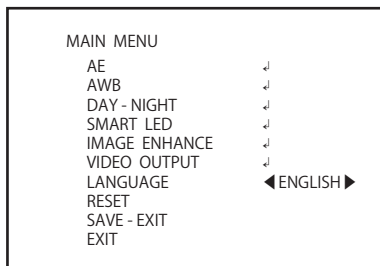 MAIN MENU
AE ↲
AWB ↲
DAY - NIGHT ↲
SMART LED ↲
IMAGE ENHANCE ↲
VIDEO OUTPUT ↲
LANGUAGE ◀ ENGLISH ▶
RESET
SAVE - EXIT
EXIT